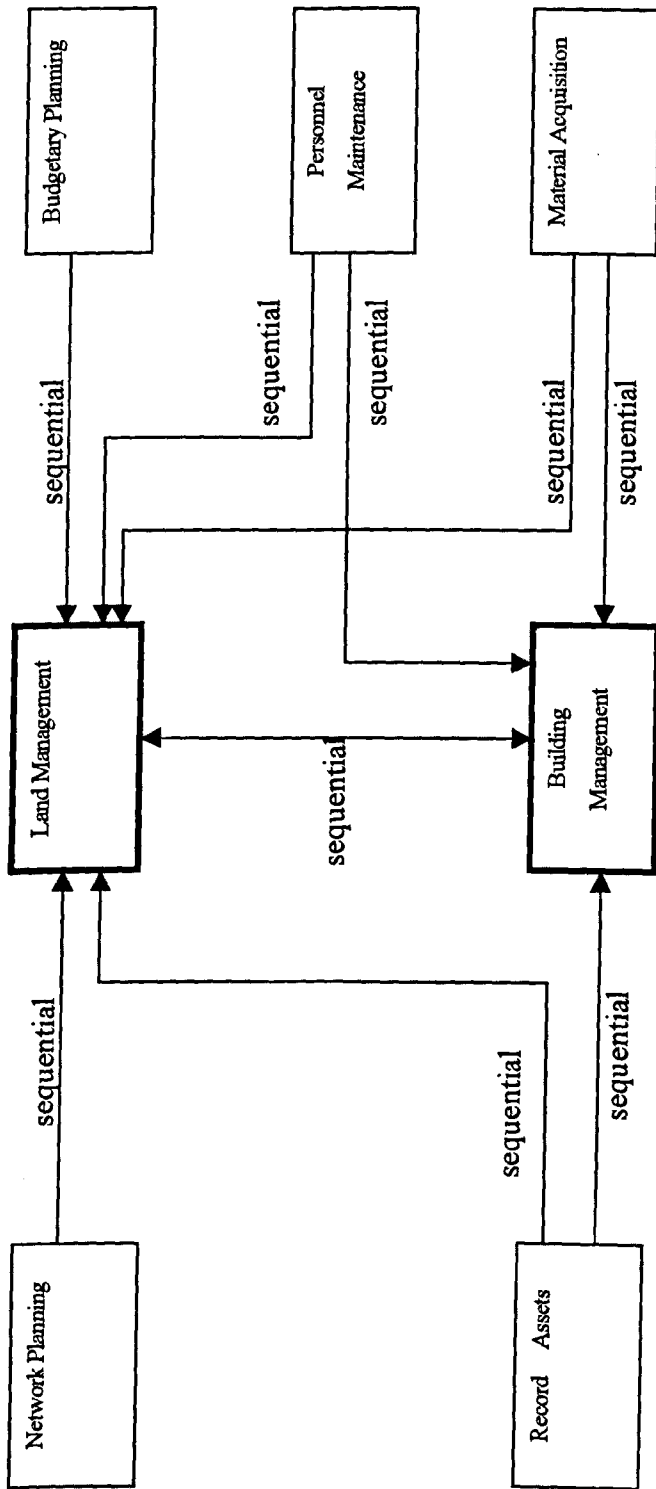 Network Planning
sequential
Land Management
sequential
Budgetary Planning
sequential
sequential
Personnel
Maintenance
sequential
sequential
sequential
Record Assets
sequential
Building
Management
sequential
Material Acquisition